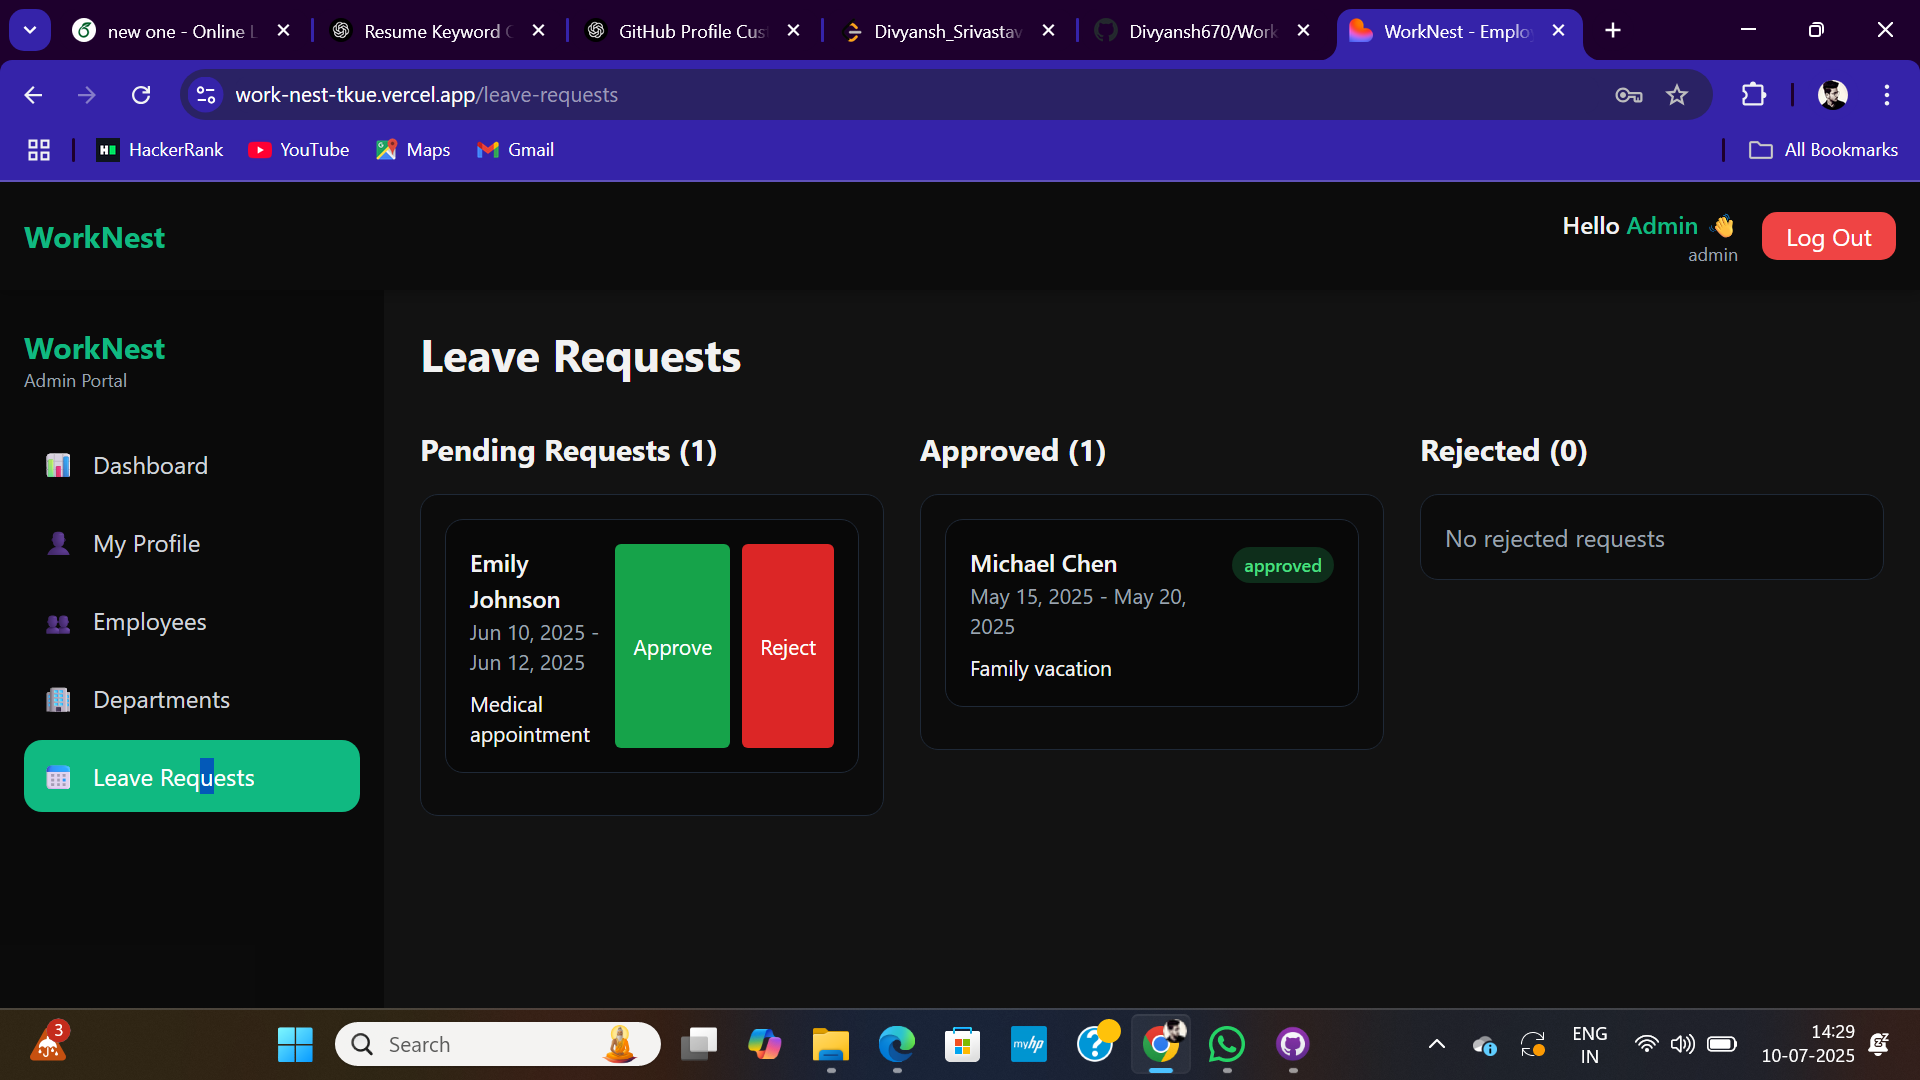 new one - Online L
Resume Keyword
GitHub Profile Cus
Divyansh_Srivastav
Divyansh670/Work
WorkNest - Emplo
work-nest-tkue.vercel.app/leave-requests
HackerRank
YouTube
Maps
Gmail
All Bookmarks
WorkNest
Hello Admin 👋
admin
Log Out
WorkNest
Admin Portal
Dashboard
My Profile
Employees
Departments
Leave Requests
Leave Requests
Pending Requests (1)
Emily
Johnson
Jun 10, 2025 -
Jun 12, 2025
Medical
appointment
Approve
Reject
Approved (1)
Michael Chen
approved
May 15, 2025 - May 20,
2025
Family vacation
Rejected (0)
No rejected requests
3
Search
myhp
ENG
IN
14:29
10-07-2025